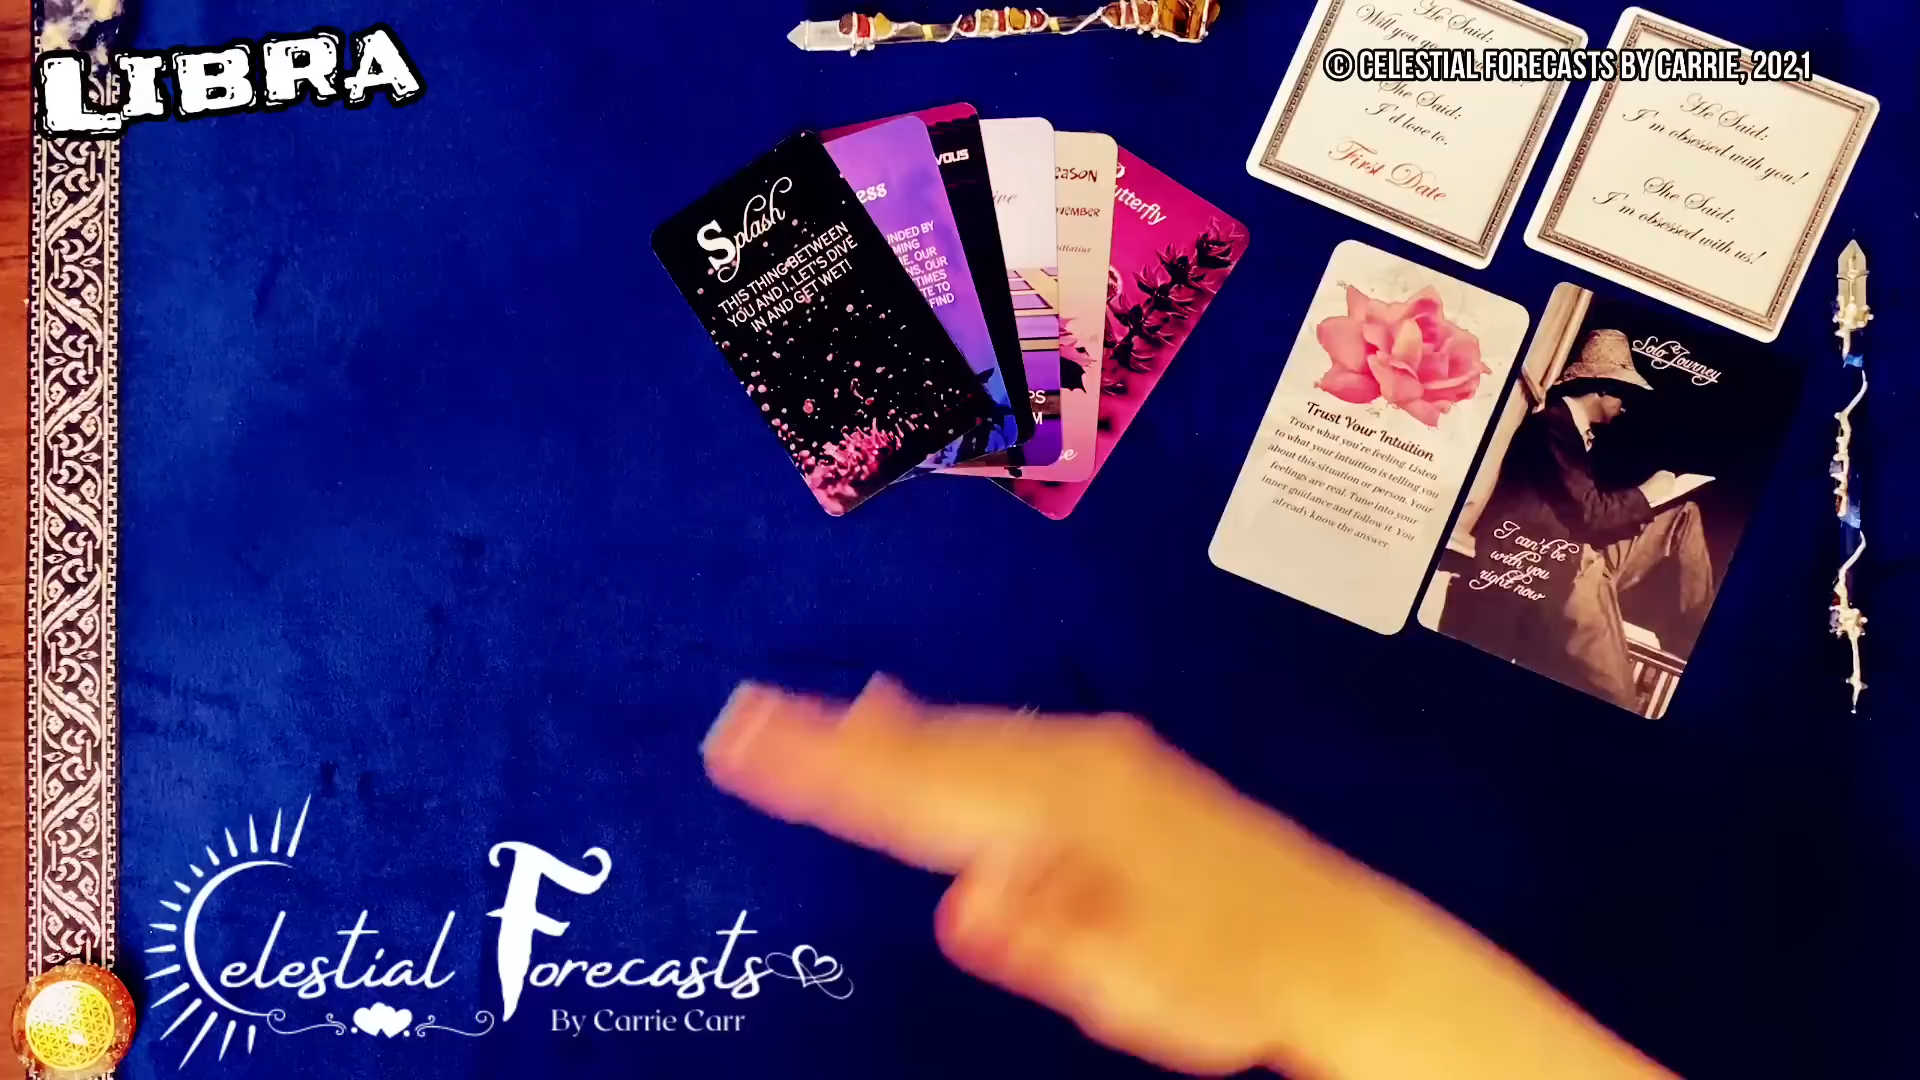 LIBRA
© CELESTIAL FORECASTS BY CARRIE, 2021
He Said:
Will you
She Said:
I'd love to.
First Date
He Said:
I'm obsessed with you!
She Said:
I'm obsessed with us!
Splash
THIS THING BETWEEN
YOU AND I, LET'S DIVE
IN AND GET WET!
Trust Your Intuition
Trust what you're feeling. Listen
to what your intuition is telling you
about this situation or person. Your
feelings are real. Tune into your
inner guidance and follow it. You
already know the answer.
Solo Journey
I can't be
with you
right now
Celestial Forecasts
By Carrie Carr